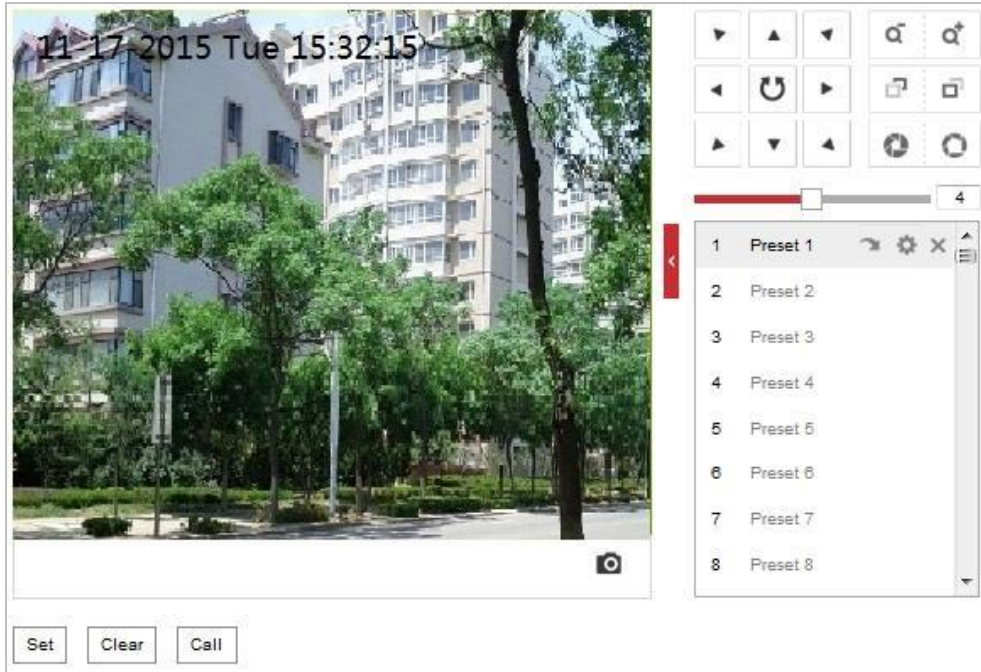 11-17-2015 Tue 15:32:15
4
1 Preset 1
2 Preset 2
3 Preset 3
4 Preset 4
5 Preset 5
6 Preset 6
7 Preset 7
8 Preset 8
Set Clear Call